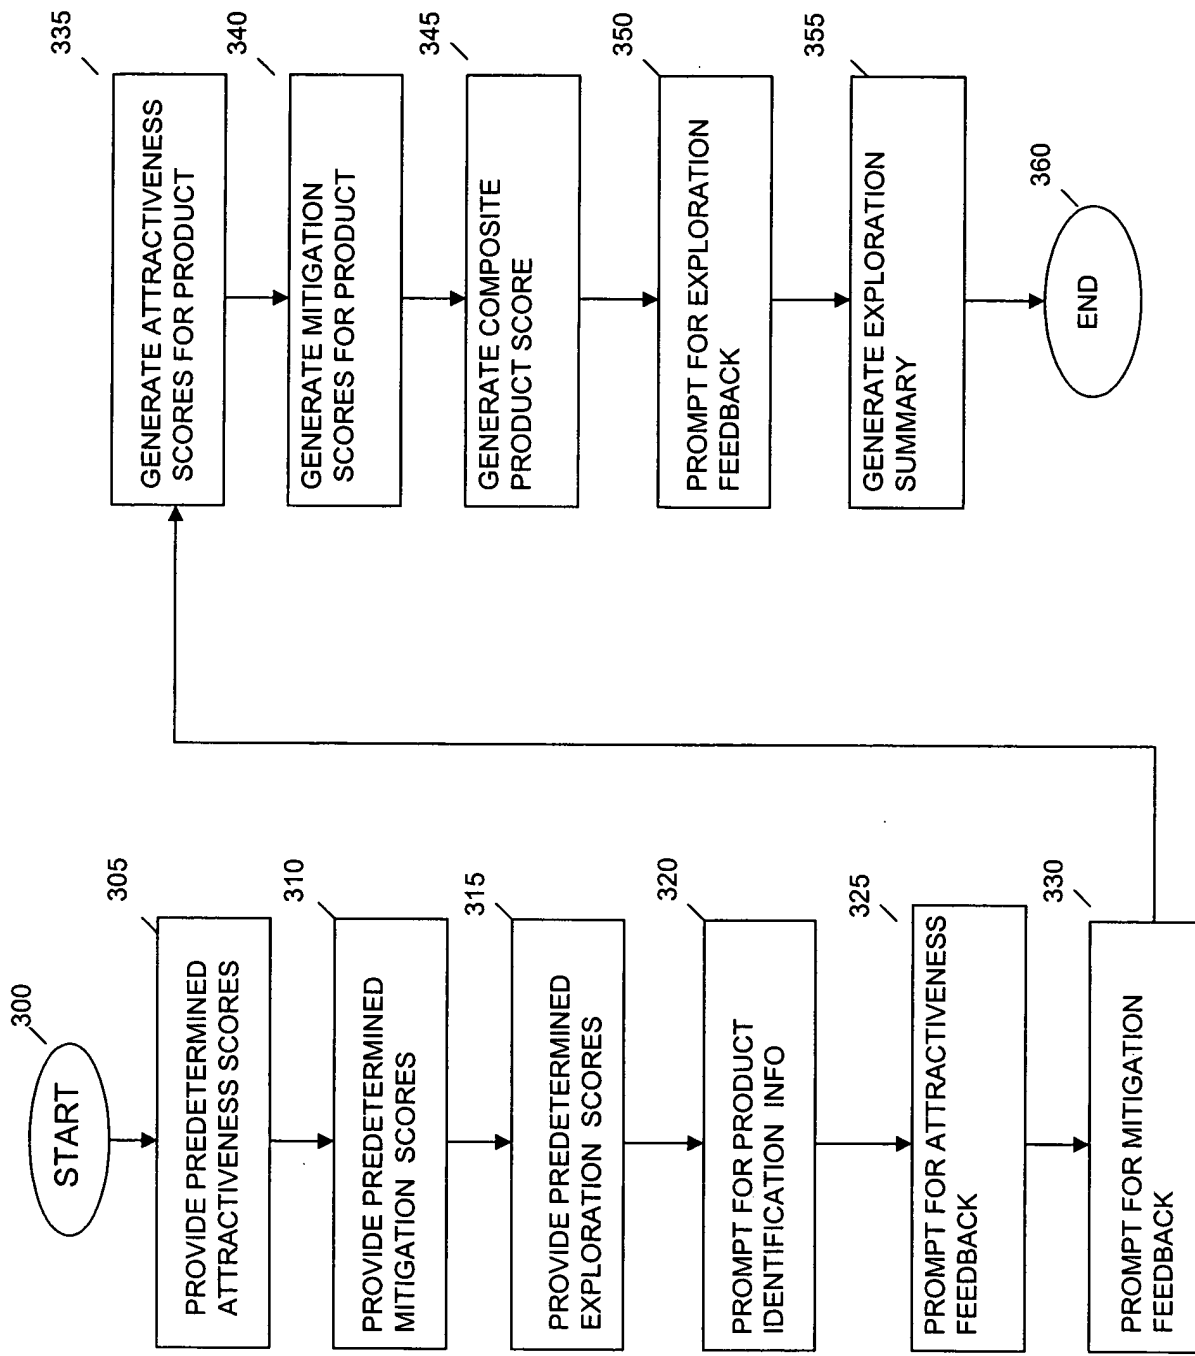 300
START
305
PROVIDE PREDETERMINED
ATTRACTIVENESS SCORES
310
PROVIDE PREDETERMINED
MITIGATION SCORES
315
PROVIDE PREDETERMINED
EXPLORATION SCORES
320
PROMPT FOR PRODUCT
IDENTIFICATION INFO
325
PROMPT FOR ATTRACTIVENESS
FEEDBACK
330
PROMPT FOR MITIGATION
FEEDBACK
335
GENERATE ATTRACTIVENESS
SCORES FOR PRODUCT
340
GENERATE MITIGATION
SCORES FOR PRODUCT
345
GENERATE COMPOSITE
PRODUCT SCORE
350
PROMPT FOR EXPLORATION
FEEDBACK
355
GENERATE EXPLORATION
SUMMARY
360
END